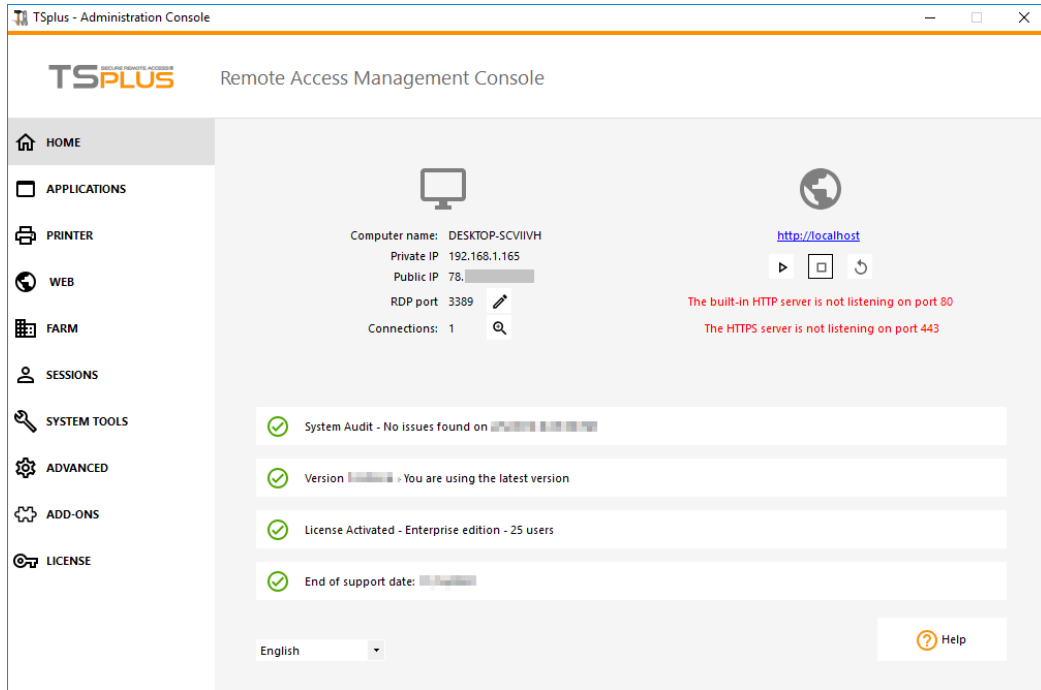 TSplus - Administration Console
SECURE REMOTE ACCESS
TSPLUS
Remote Access Management Console
HOME
APPLICATIONS
PRINTER
WEB
FARM
SESSIONS
SYSTEM TOOLS
ADVANCED
ADD-ONS
LICENSE
Computer name: DESKTOP-SCVIIVH
Private IP 192.168.1.165
Public IP 78.
RDP port 3389
Connections: 1
http://localhost
The built-in HTTP server is not listening on port 80
The HTTPS server is not listening on port 443
System Audit - No issues found on
Version - You are using the latest version
License Activated - Enterprise edition - 25 users
End of support date:
English
Help